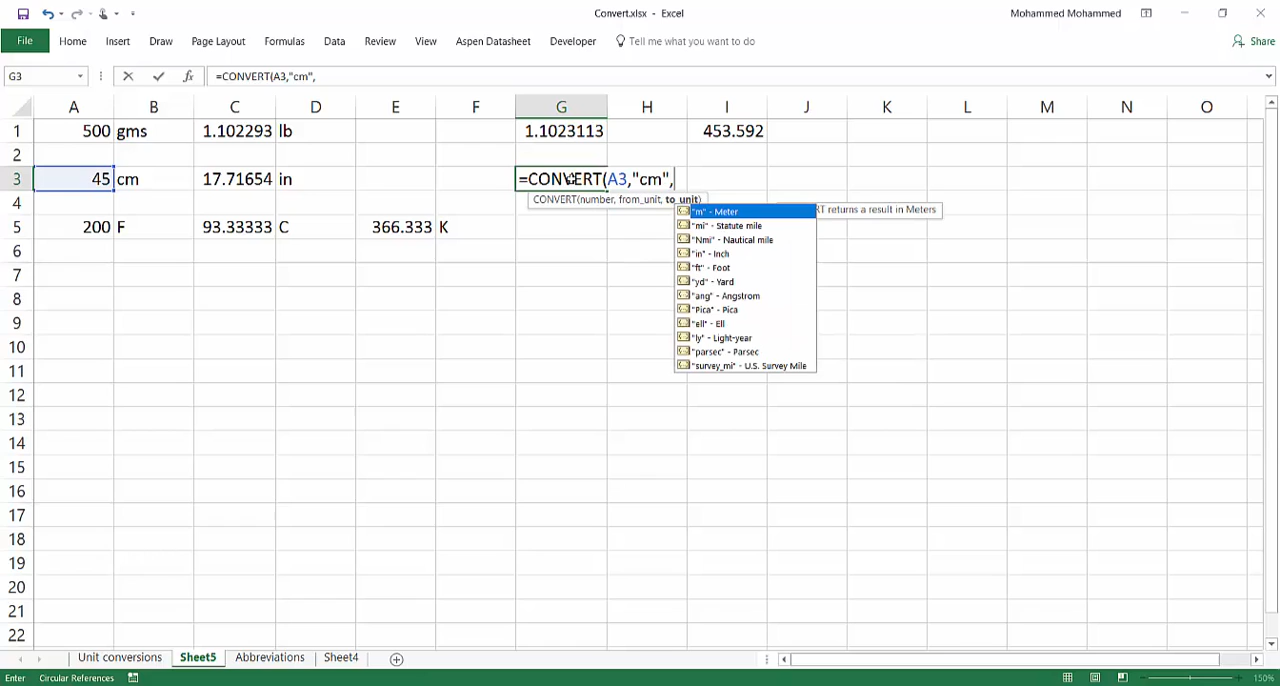 Convert.xlsx - Excel
Mohammed Mohammed
File Home Insert Draw Page Layout Formulas Data Review View Aspen Datasheet Developer Tell me what you want to do Share
G3 fx =CONVERT(A3,"cm",
A B C D E F G H I J K L M N O
1 500 gms 1.102293 lb 1.1023113 453.592
2
3 45 cm 17.71654 in =CONVERT(A3,"cm",
CONVERT(number, from_unit, to_unit)
4
"m" - Meter RT returns a result in Meters
"mi" - Statute mile
5 200 F 93.33333 C 366.333 K
"Nmi" - Nautical mile
6 "in" - Inch
"ft" - Foot
7 "yd" - Yard
8 "ang" - Angstrom
"Pica" - Pica
9 "ell" - Ell
10 "ly" - Light-year
"parsec" - Parsec
11 "survey_mi" - U.S. Survey Mile
12
13
14
15
16
17
18
19
20
21
22
Unit conversions Sheet5 Abbreviations Sheet4
Enter Circular References 150%